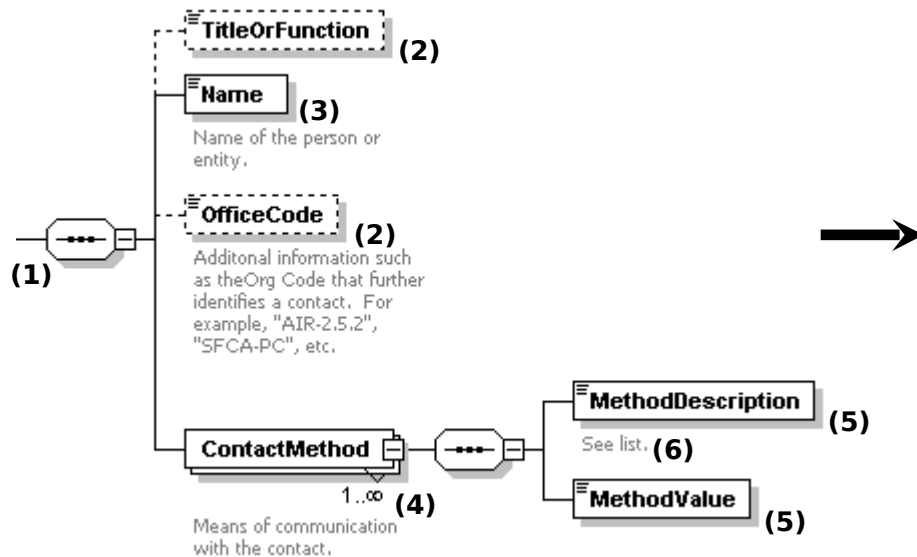 TitleOrFunction
(2)
Name
(3)
Name of the person or
entity.
OfficeCode
(2)
(1)
Additonal information such
as theOrg Code that further
identifies a contact. For
example, "AIR-2.5.2",
"SFCA-PC", etc.
MethodDescription
(5)
See list.
(6)
ContactMethod
1..∞
(4)
MethodValue
(5)
Means of communication
with the contact.